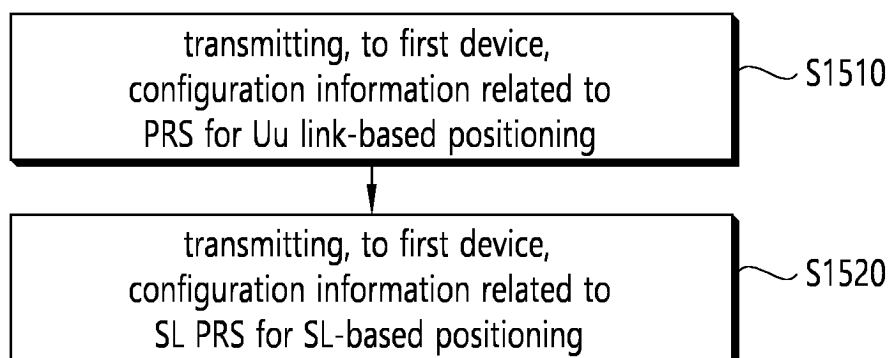 transmitting, to first device,
configuration information related to
PRS for Uu link-based positioning
S1510
transmitting, to first device,
configuration information related to
SL PRS for SL-based positioning
S1520